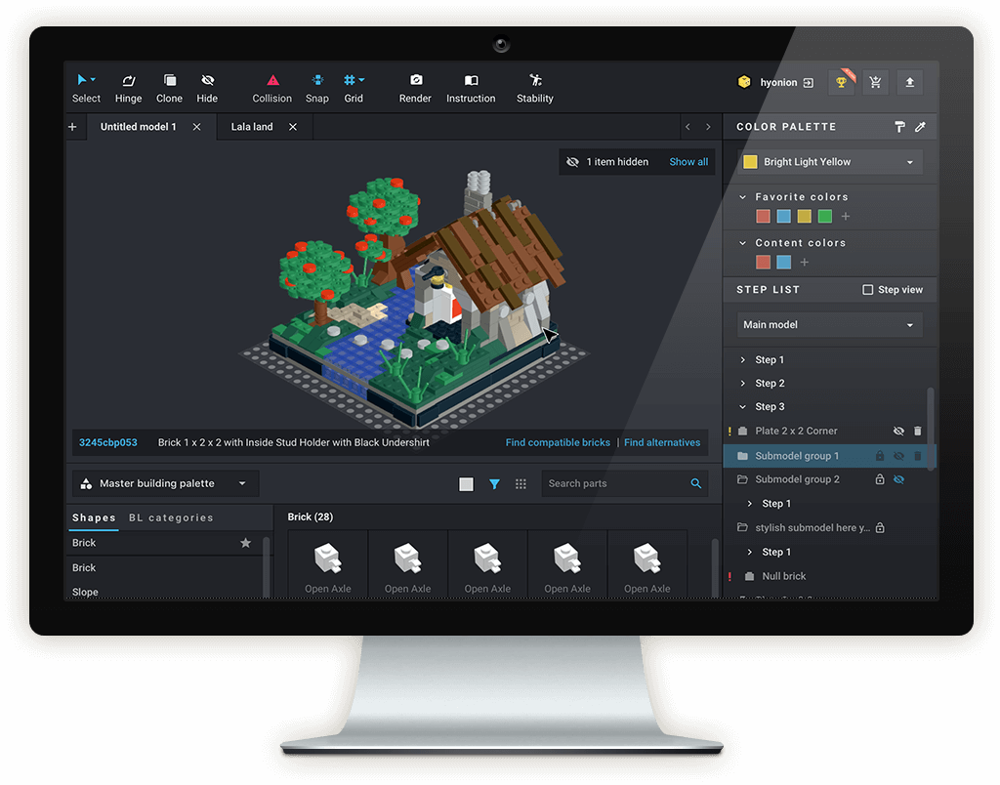 Select Hinge Clone Hide Collision Snap Grid Render Instruction Stability hyonion
+ Untitled model 1 × Lala land ×
COLOR PALETTE
1 item hidden Show all
Bright Light Yellow
Favorite colors
+
Content colors
+
STEP LIST Step view
Main model
Step 1
Step 2
Step 3
! Plate 2 x 2 Corner
Submodel group 1
Submodel group 2
Step 1
stylish submodel here y...
Step 1
! Null brick
3245cbp053 Brick 1 x 2 x 2 with Inside Stud Holder with Black Undershirt Find compatible bricks | Find alternatives
Master building palette Search parts
Shapes BL categories
Brick
Brick
Slope
Brick (28)
Open Axle Open Axle Open Axle Open Axle Open Axle